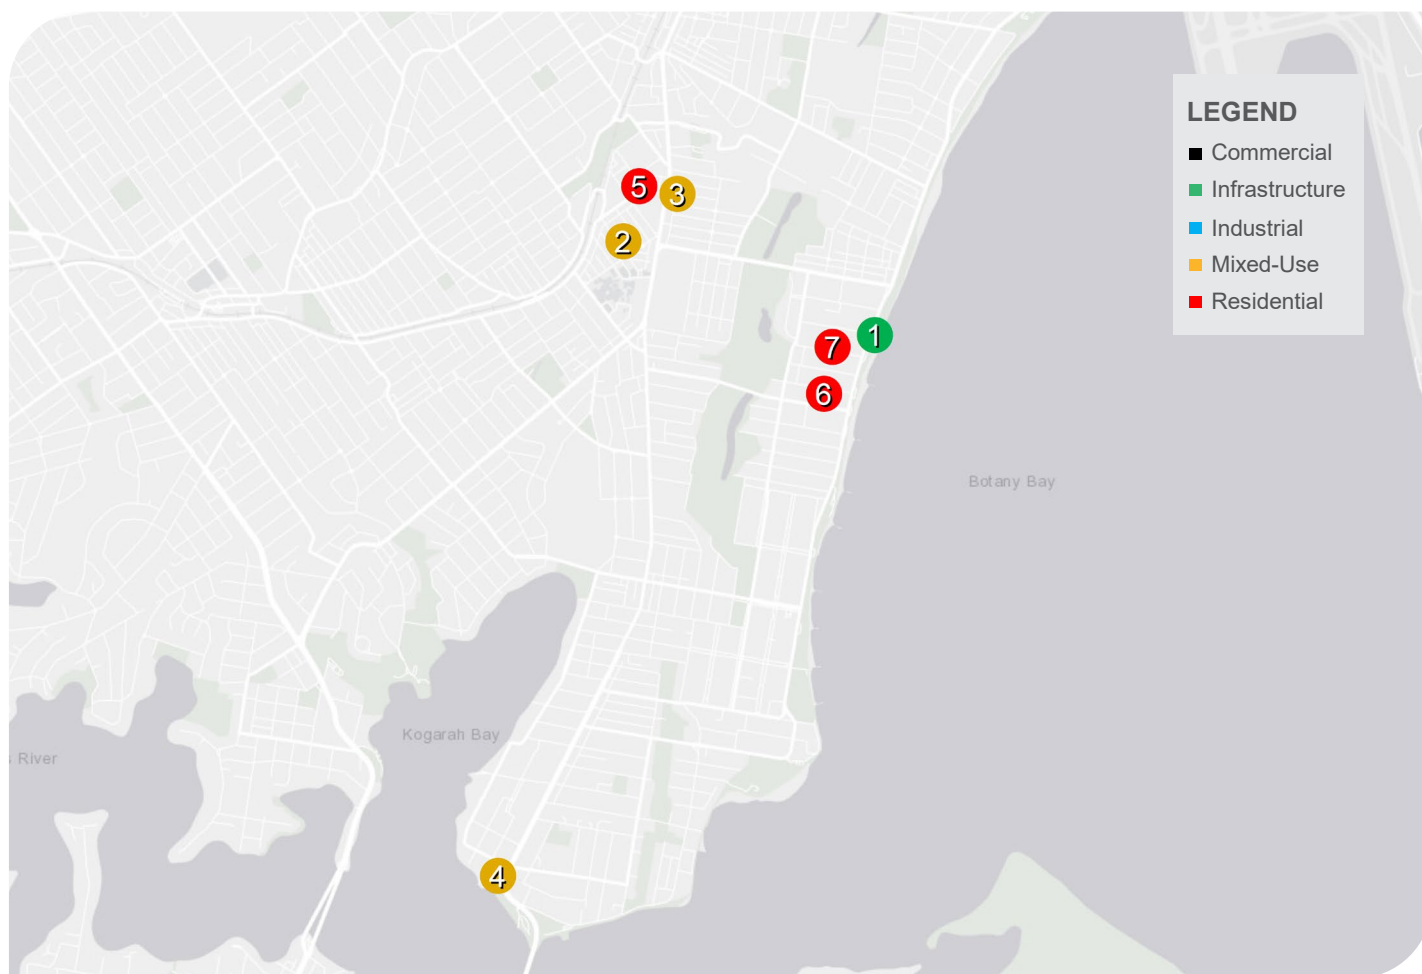 LEGEND
Commercial
Infrastructure
Industrial
Mixed-Use
Residential
5
3
2
1
7
6
Botany Bay
Kogarah Bay
River
4